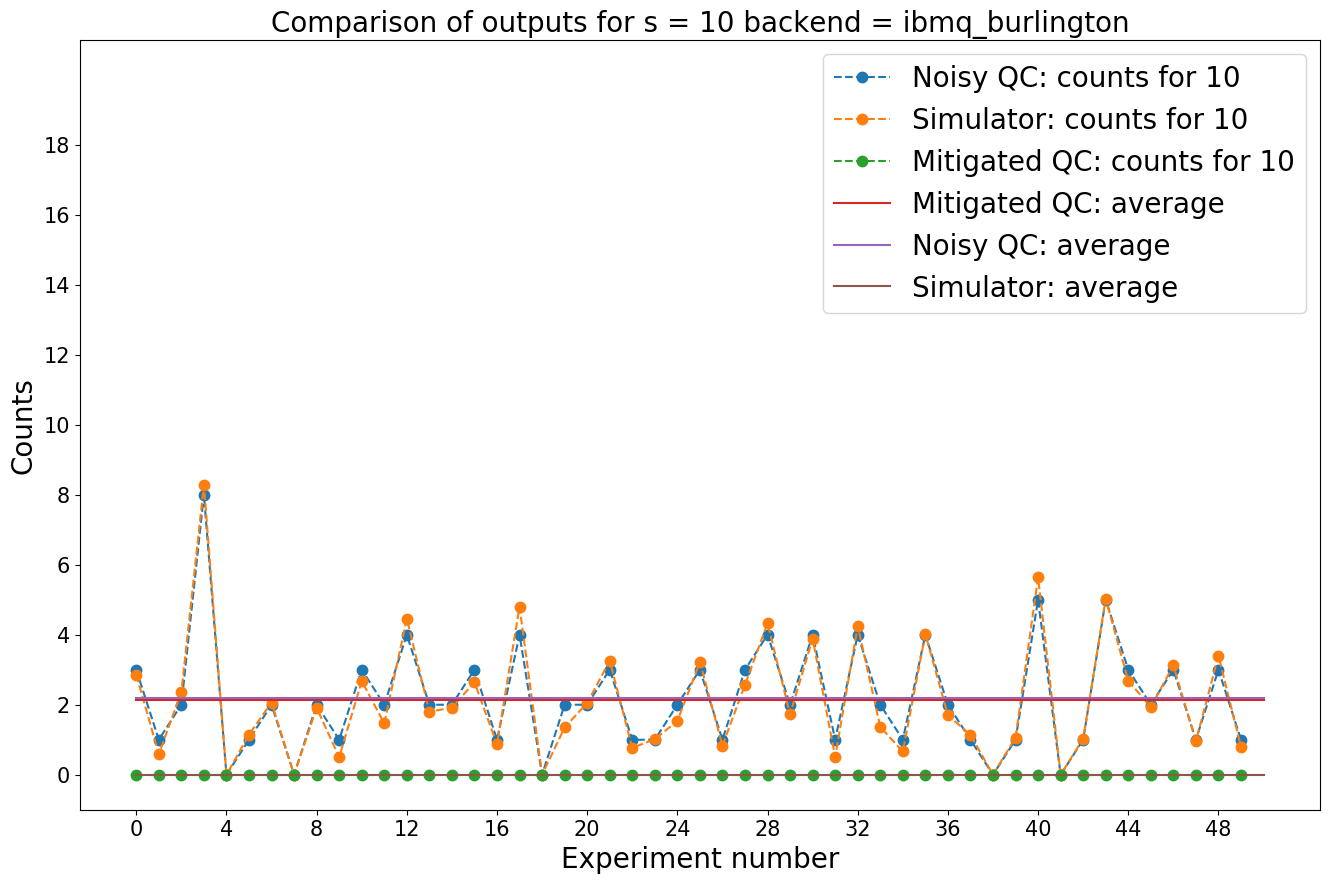 Comparison of outputs for s = 10 backend = ibmq_burlington
Noisy QC: counts for 10
Simulator: counts for 10
Mitigated QC: counts for 10
Mitigated QC: average
Noisy QC: average
Simulator: average
18
16
14
12
10
8
6
4
2
0
Counts
0 4 8 12 16 20 24 28 32 36 40 44 48
Experiment number